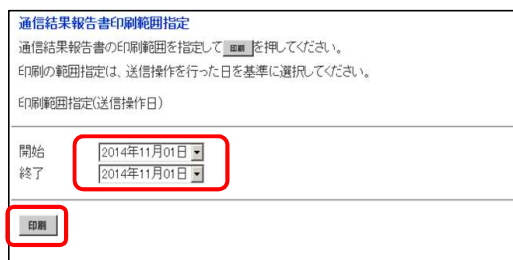 通信結果報告書印刷範囲指定
通信結果報告書の印刷範囲を指定して 印刷 を押してください。
印刷の範囲指定は、送信操作を行った日を基準に選択してください。
印刷範囲指定(送信操作日)
開始 2014年11月01日
終了 2014年11月01日
印刷